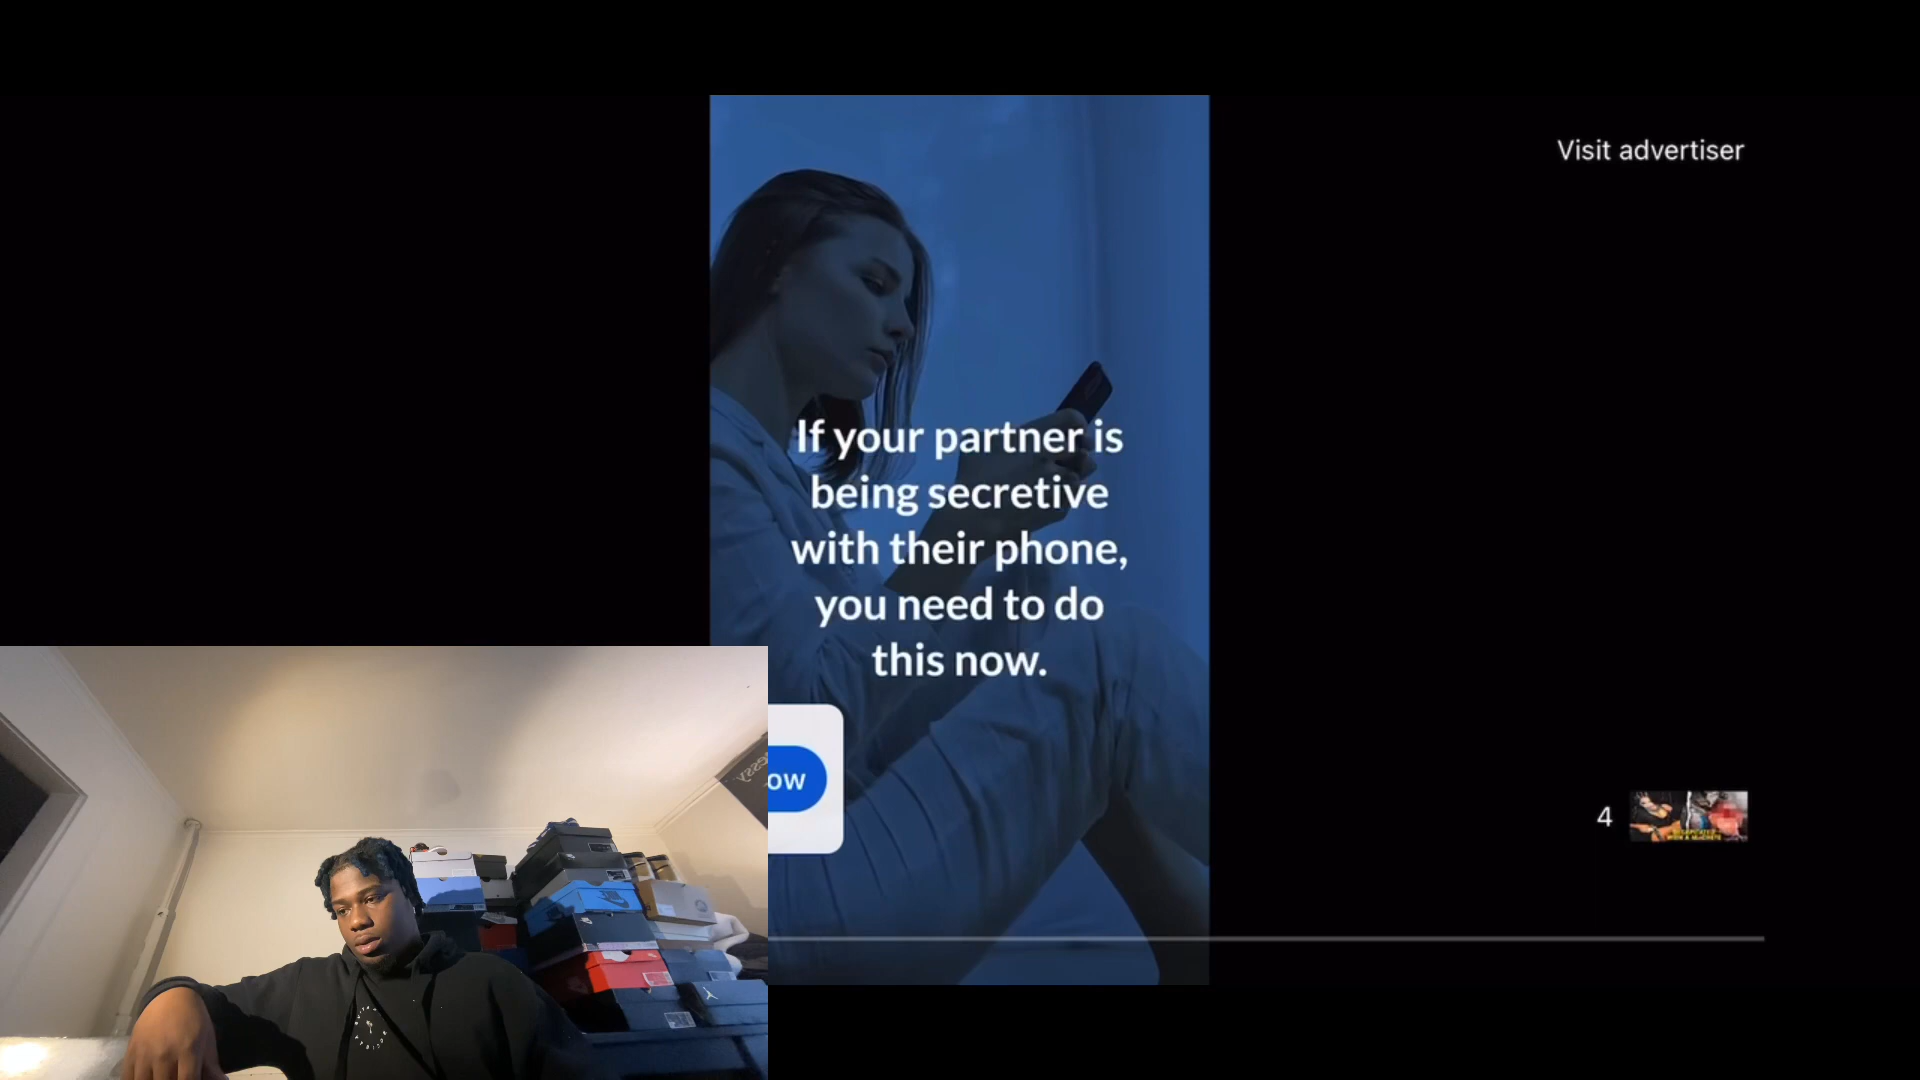 Visit advertiser
If your partner is
being secretive
with their phone,
you need to do
this now.
ow
4